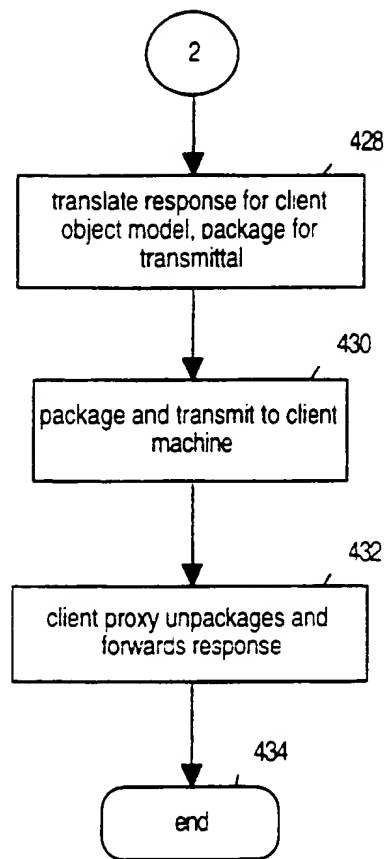 2
428
translate response for client
object model, package for
transmittal
430
package and transmit to client
machine
432
client proxy unpackages and
forwards response
434
end